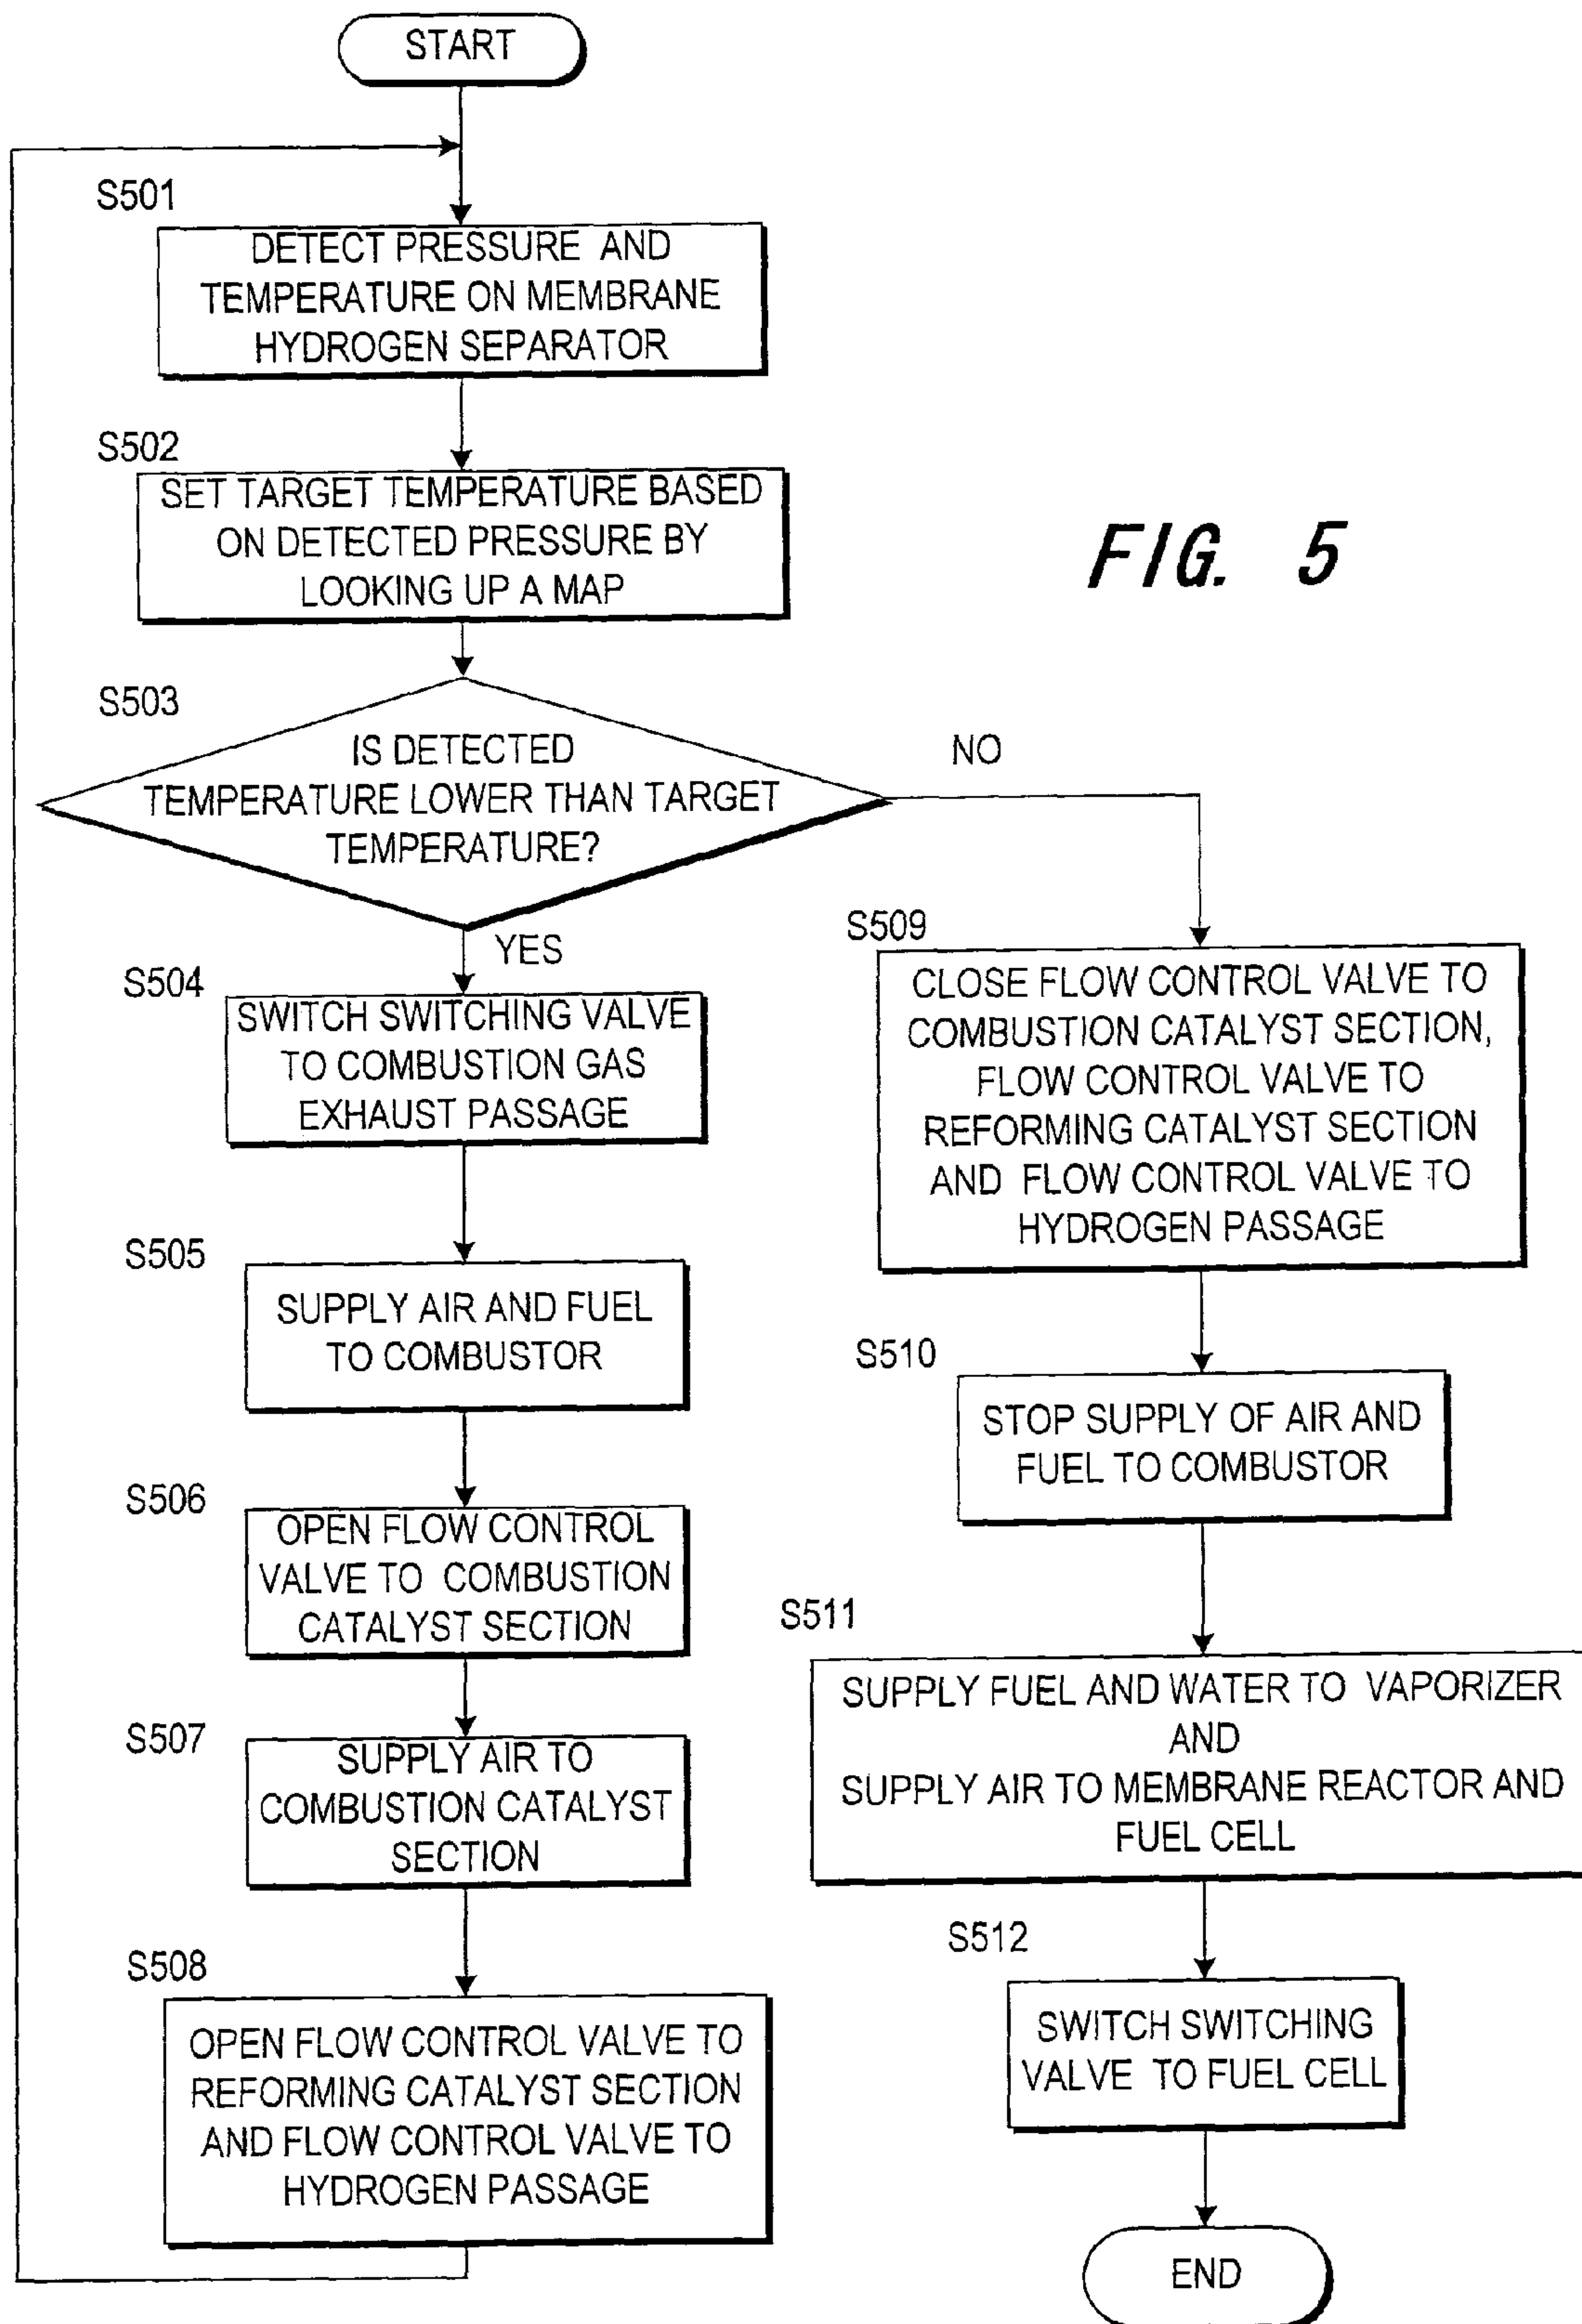 START
S501
DETECT PRESSURE AND
TEMPERATURE ON MEMBRANE
HYDROGEN SEPARATOR
S502
SET TARGET TEMPERATURE BASED
ON DETECTED PRESSURE BY
LOOKING UP A MAP
FIG. 5
S503
IS DETECTED
TEMPERATURE LOWER THAN TARGET
TEMPERATURE?
NO
YES
S504
SWITCH SWITCHING VALVE
TO COMBUSTION GAS
EXHAUST PASSAGE
S505
SUPPLY AIR AND FUEL
TO COMBUSTOR
S506
OPEN FLOW CONTROL
VALVE TO COMBUSTION
CATALYST SECTION
S507
SUPPLY AIR TO
COMBUSTION CATALYST
SECTION
S508
OPEN FLOW CONTROL VALVE TO
REFORMING CATALYST SECTION
AND FLOW CONTROL VALVE TO
HYDROGEN PASSAGE
S509
CLOSE FLOW CONTROL VALVE TO
COMBUSTION CATALYST SECTION,
FLOW CONTROL VALVE TO
REFORMING CATALYST SECTION
AND FLOW CONTROL VALVE TO
HYDROGEN PASSAGE
S510
STOP SUPPLY OF AIR AND
FUEL TO COMBUSTOR
S511
SUPPLY FUEL AND WATER TO VAPORIZER
AND
SUPPLY AIR TO MEMBRANE REACTOR AND
FUEL CELL
S512
SWITCH SWITCHING
VALVE TO FUEL CELL
END